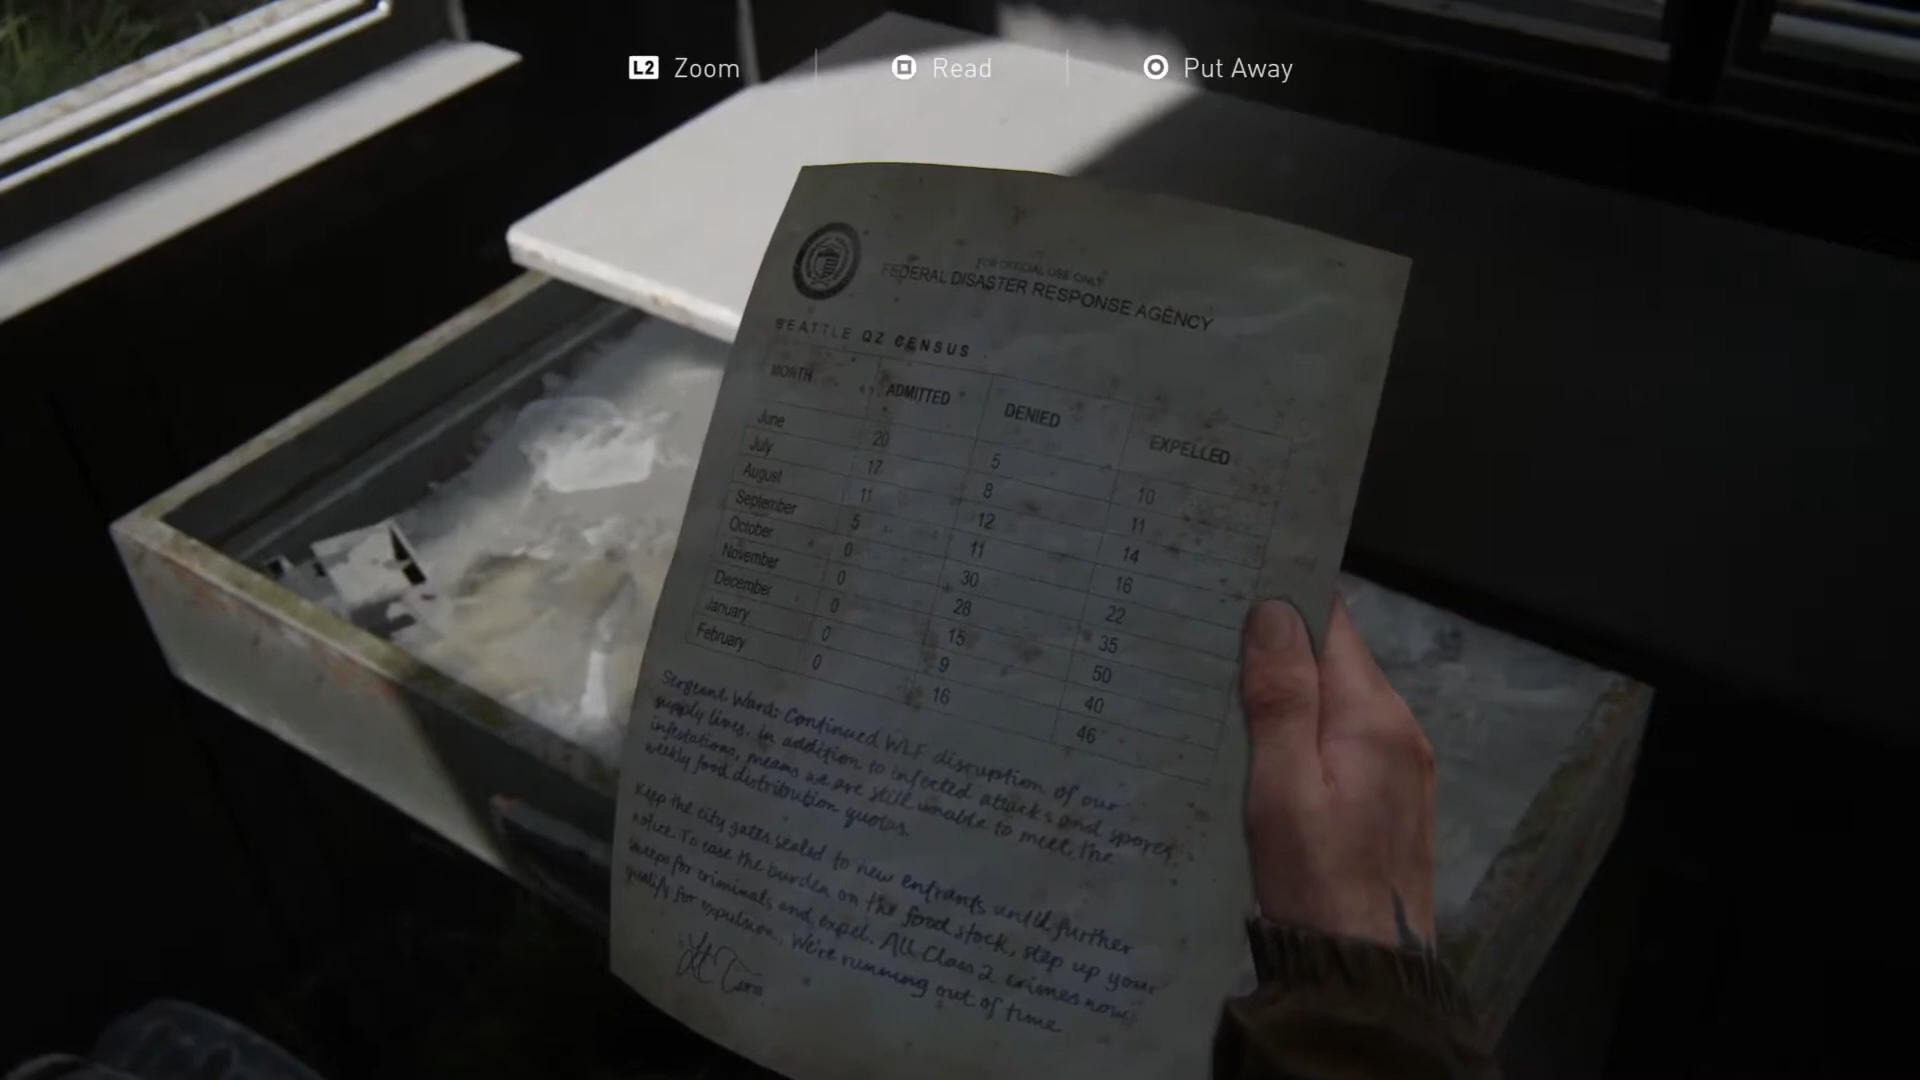 L2 Zoom Read Put Away
FOR OFFICIAL USE ONLY
FEDERAL DISASTER RESPONSE AGENCY
SEATTLE QZ CENSUS
MONTH ADMITTED DENIED EXPELLED
June 20 5 10
July 17 8 11
August 11 12 14
September 5 11 16
October 0 30 22
November 0 28 35
December 0 15 50
January 0 9 40
February 0 16 46
Sergeant Ward: Continued WLF disruption of our
supply lines, in addition to infected attacks and spores
infestations, means we are still unable to meet the
weekly food distribution quotas.
Keep the city gates sealed to new entrants until further
notice. To ease the burden on the food stock, step up your
sweeps for criminals and expel. All Class 2 crimes now
qualify for expulsion. We're running out of time.
Lt